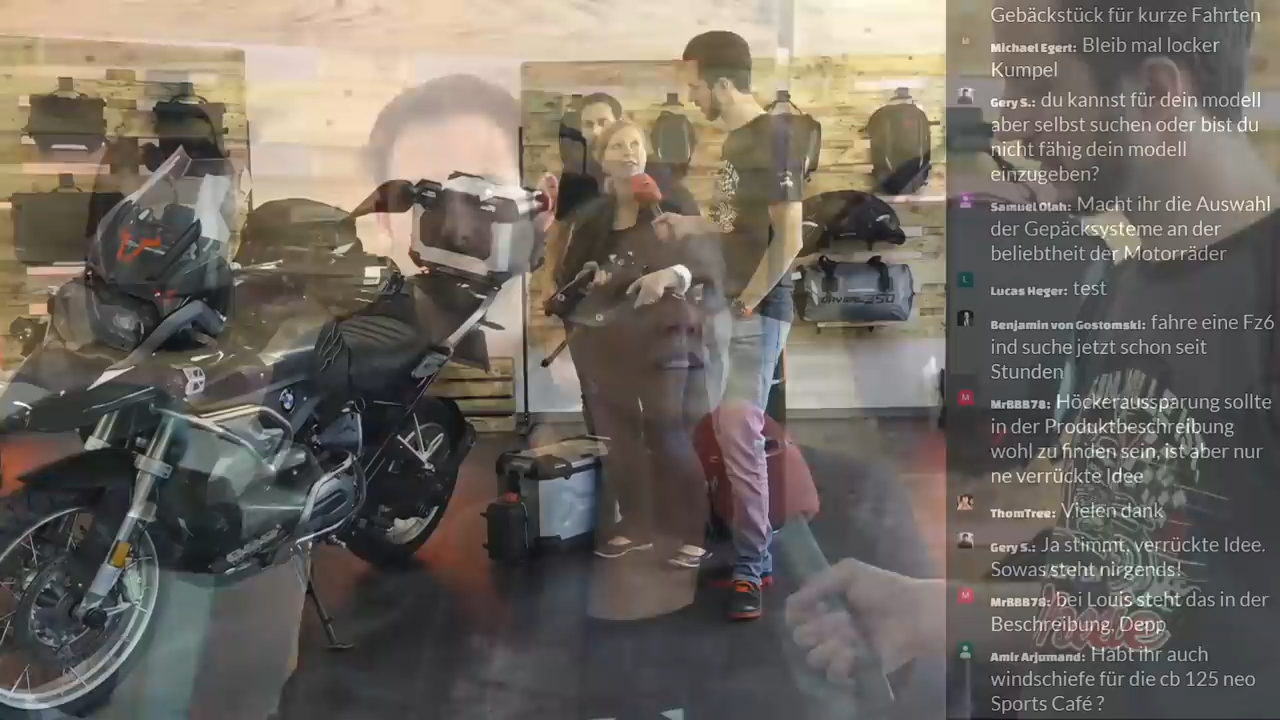 Gebäckstück für kurze Fahrten
Michael Egert: Bleib mal locker
Kumpel
Gery S.: du kannst für dein modell
aber selbst suchen oder bist du
nicht fähig dein modell
einzugeben?
Samuel Olah: Macht ihr die Auswahl
der Gepäcksysteme an der
beliebtheit der Motorräder
Lucas Heger: test
Benjamin von Gostomski: fahre eine Fz6
ind suche jetzt schon seit
Stunden
MrBBB78: Höckeraussparung sollte
in der Produktbeschreibung
wohl zu finden sein, ist aber nur
ne verrückte Idee
ThomTree: Vielen dank
Gery S.: Ja stimmt, verrückte Idee.
Sowas steht nirgends!
MrBBB78: bei Louis steht das in der
Beschreibung, Depp
Amir Arjomand: Habt ihr auch
windschiefe für die cb 125 neo
Sports Café ?